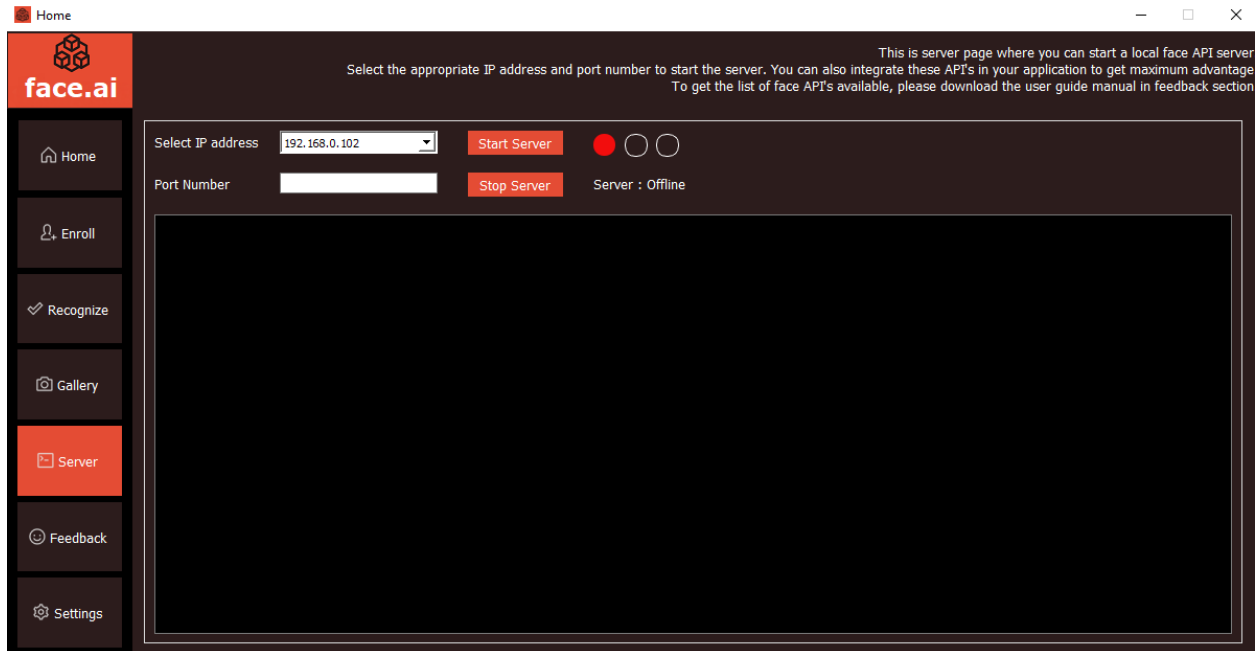 Home
face.ai
This is server page where you can start a local face API server
Select the appropriate IP address and port number to start the server. You can also integrate these API's in your application to get maximum advantage
To get the list of face API's available, please download the user guide manual in feedback section
Home
Enroll
Recognize
Gallery
Server
Feedback
Settings
Select IP address 192.168.0.102 Start Server
Port Number Stop Server Server : Offline